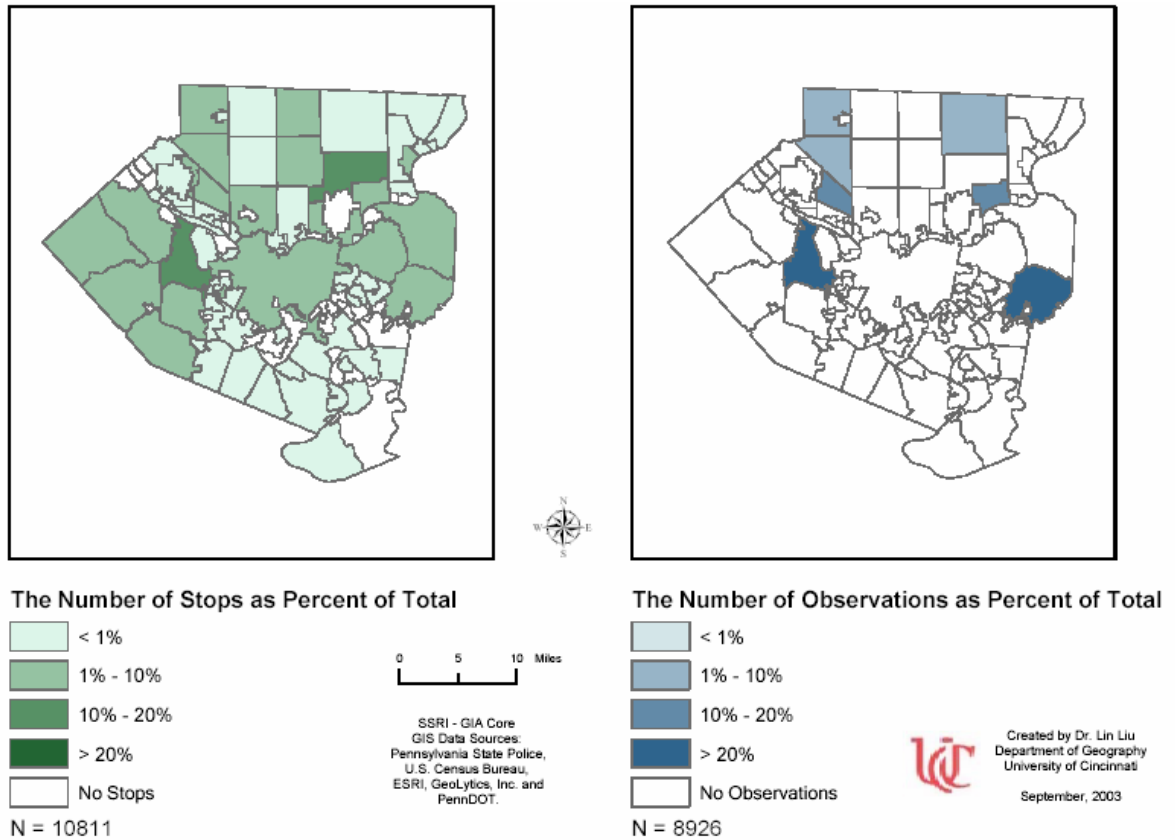 N
W E
S
The Number of Stops as Percent of Total
< 1%
1% - 10%
10% - 20%
> 20%
No Stops
N = 10811
0 5 10 Miles
SSRI - GIA Core
GIS Data Sources:
Pennsylvania State Police,
U.S. Census Bureau,
ESRI, GeoLytics, Inc. and
PennDOT.
The Number of Observations as Percent of Total
< 1%
1% - 10%
10% - 20%
> 20%
No Observations
N = 8926
UC
Created by Dr. Lin Liu
Department of Geography
University of Cincinnati
September, 2003